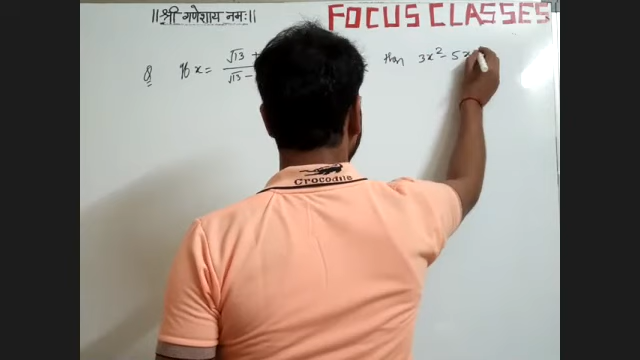 ||श्री गणेशाय नमः||
FOCUS CLASSES
Q If x = √13 + / √13 - then 3x² - 5x
Crocodile